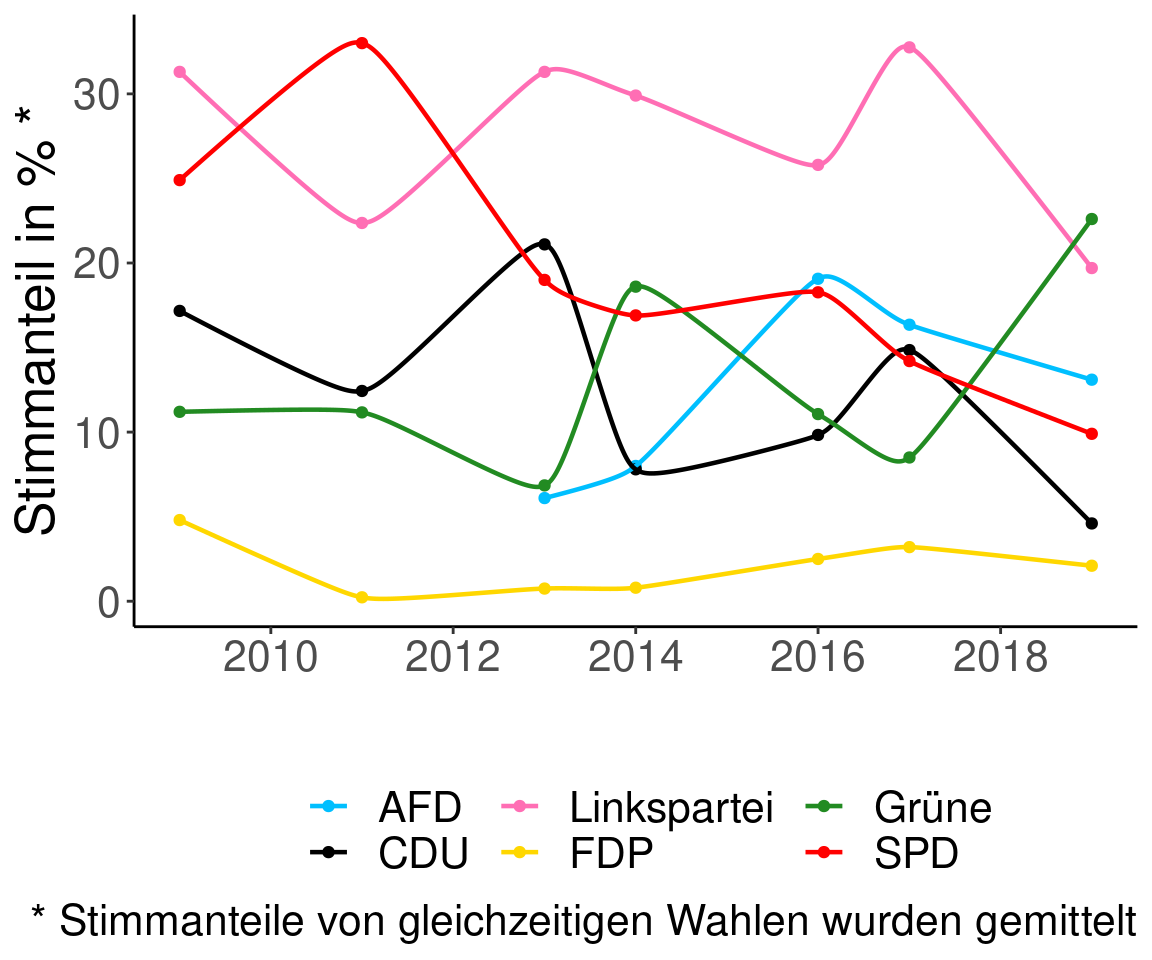 Stimmanteil in % *
30
20
10
0
2010 2012 2014 2016 2018
AFD Linkspartei Grüne
CDU FDP SPD
* Stimmanteile von gleichzeitigen Wahlen wurden gemittelt